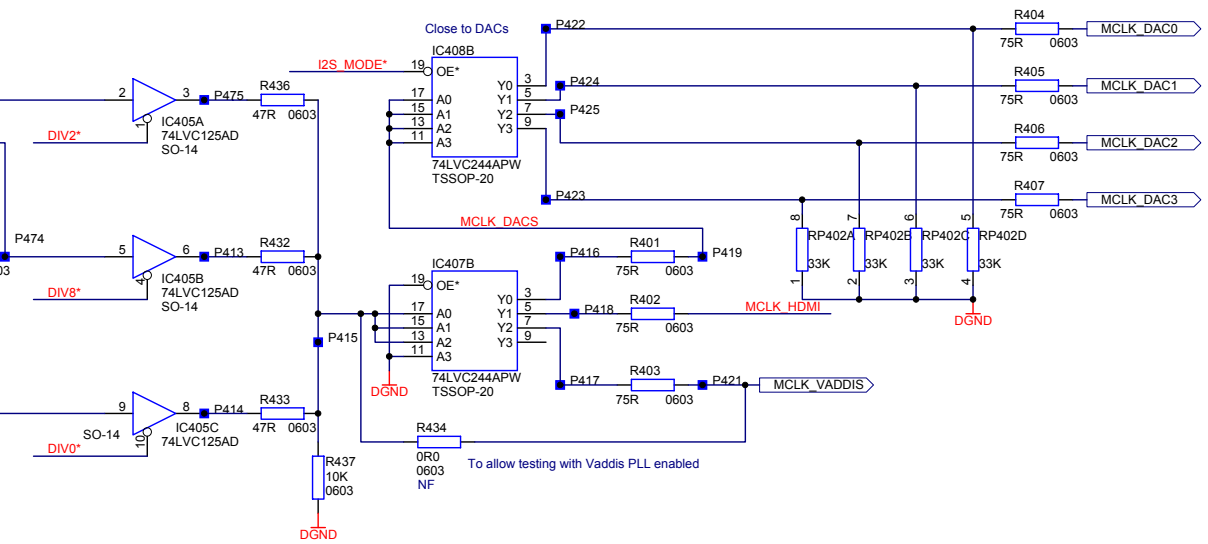 Close to DACs
P422
R404
75R 0603
MCLK_DAC0
IC408B
I2S_MODE*
19 OE*
Y0 3
Y1 5
Y2 7
Y3 9
17 A0
15 A1
13 A2
11 A3
74LVC244APW
TSSOP-20
P424
P425
P423
R405
75R 0603
MCLK_DAC1
R406
75R 0603
MCLK_DAC2
R407
75R 0603
MCLK_DAC3
2
3
P475
R436
47R 0603
1
DIV2*
IC405A
74LVC125AD
SO-14
MCLK_DACS
8
7
6
5
RP402A
RP402B
RP402C
RP402D
33K
33K
33K
33K
1
2
3
4
DGND
P474
03
5
6
P413
R432
47R 0603
4
DIV8*
IC405B
74LVC125AD
SO-14
P415
IC407B
19 OE*
Y0 3
Y1 5
Y2 7
Y3 9
17 A0
15 A1
13 A2
11 A3
74LVC244APW
TSSOP-20
DGND
P416
R401
75R 0603
P419
P418
R402
75R 0603
MCLK_HDMI
P417
R403
75R 0603
P421
MCLK_VADDIS
9
8
P414
R433
47R 0603
SO-14
10
DIV0*
IC405C
74LVC125AD
R434
0R0
0603
NF
To allow testing with Vaddis PLL enabled
R437
10K
0603
DGND